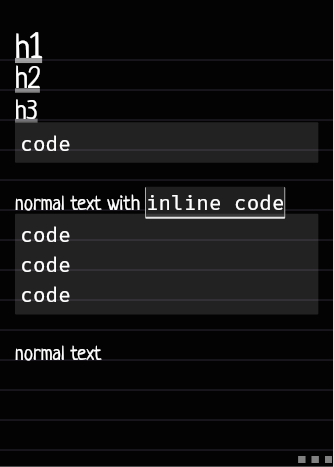 h1
h2
h3
code
normal text with inline code
code
code
code
normal text